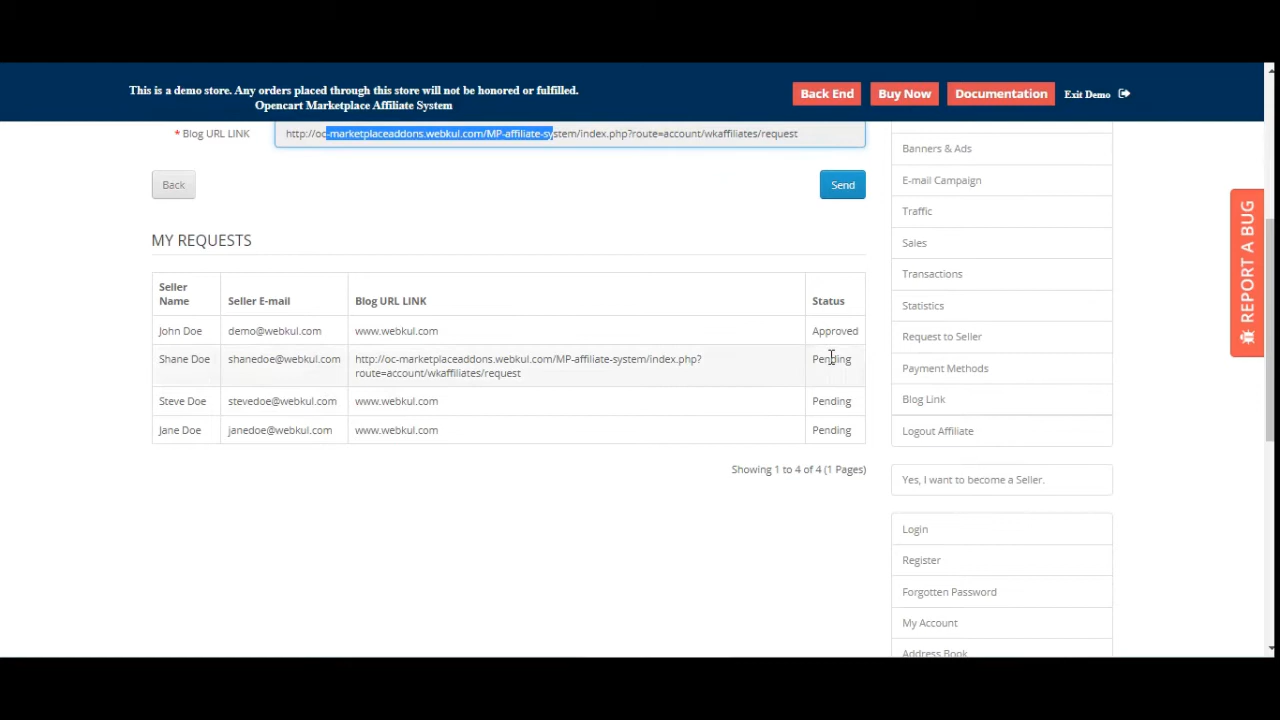 This is a demo store. Any orders placed through this store will not be honored or fulfilled.
Opencart Marketplace Affiliate System
Back End
Buy Now
Documentation
Exit Demo
* Blog URL LINK
http://oc-marketplaceaddons.webkul.com/MP-affiliate-system/index.php?route=account/wkaffiliates/request
Back
Send
MY REQUESTS
Seller Name Seller E-mail Blog URL LINK Status
John Doe demo@webkul.com www.webkul.com Approved
Shane Doe shanedoe@webkul.com http://oc-marketplaceaddons.webkul.com/MP-affiliate-system/index.php? Pending
route=account/wkaffiliates/request
Steve Doe stevedoe@webkul.com www.webkul.com Pending
Jane Doe janedoe@webkul.com www.webkul.com Pending
Showing 1 to 4 of 4 (1 Pages)
Banners & Ads
E-mail Campaign
Traffic
Sales
Transactions
Statistics
Request to Seller
Payment Methods
Blog Link
Logout Affiliate
Yes, I want to become a Seller.
Login
Register
Forgotten Password
My Account
Address Book
REPORT A BUG